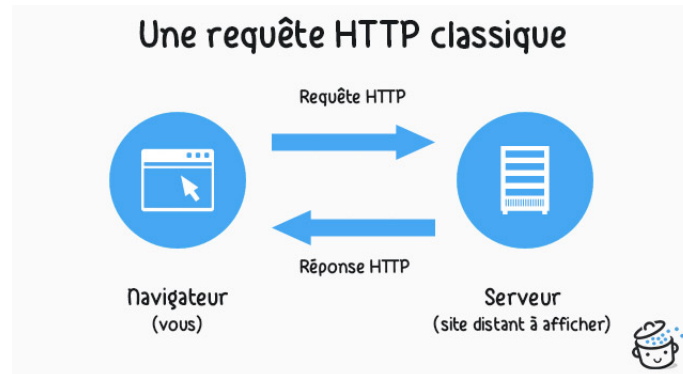 Une requête HTTP classique
Requête HTTP
Réponse HTTP
Navigateur
(vous)
Serveur
(site distant à afficher)